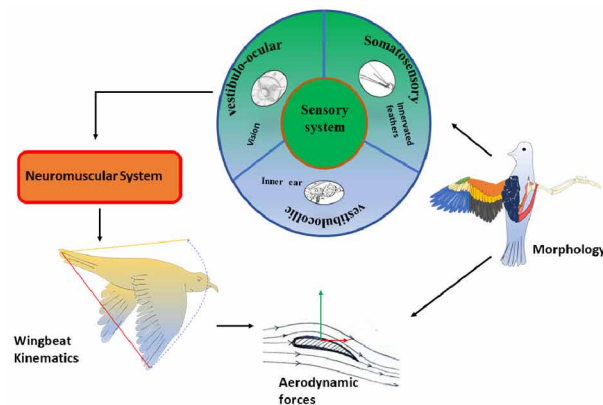 vestibulo-ocular
Somatosensory
Vision
Innervated
feathers
Sensory
system
Inner ear
vestibulocollic
Neuromuscular System
Morphology
Wingbeat
Kinematics
Aerodynamic
forces